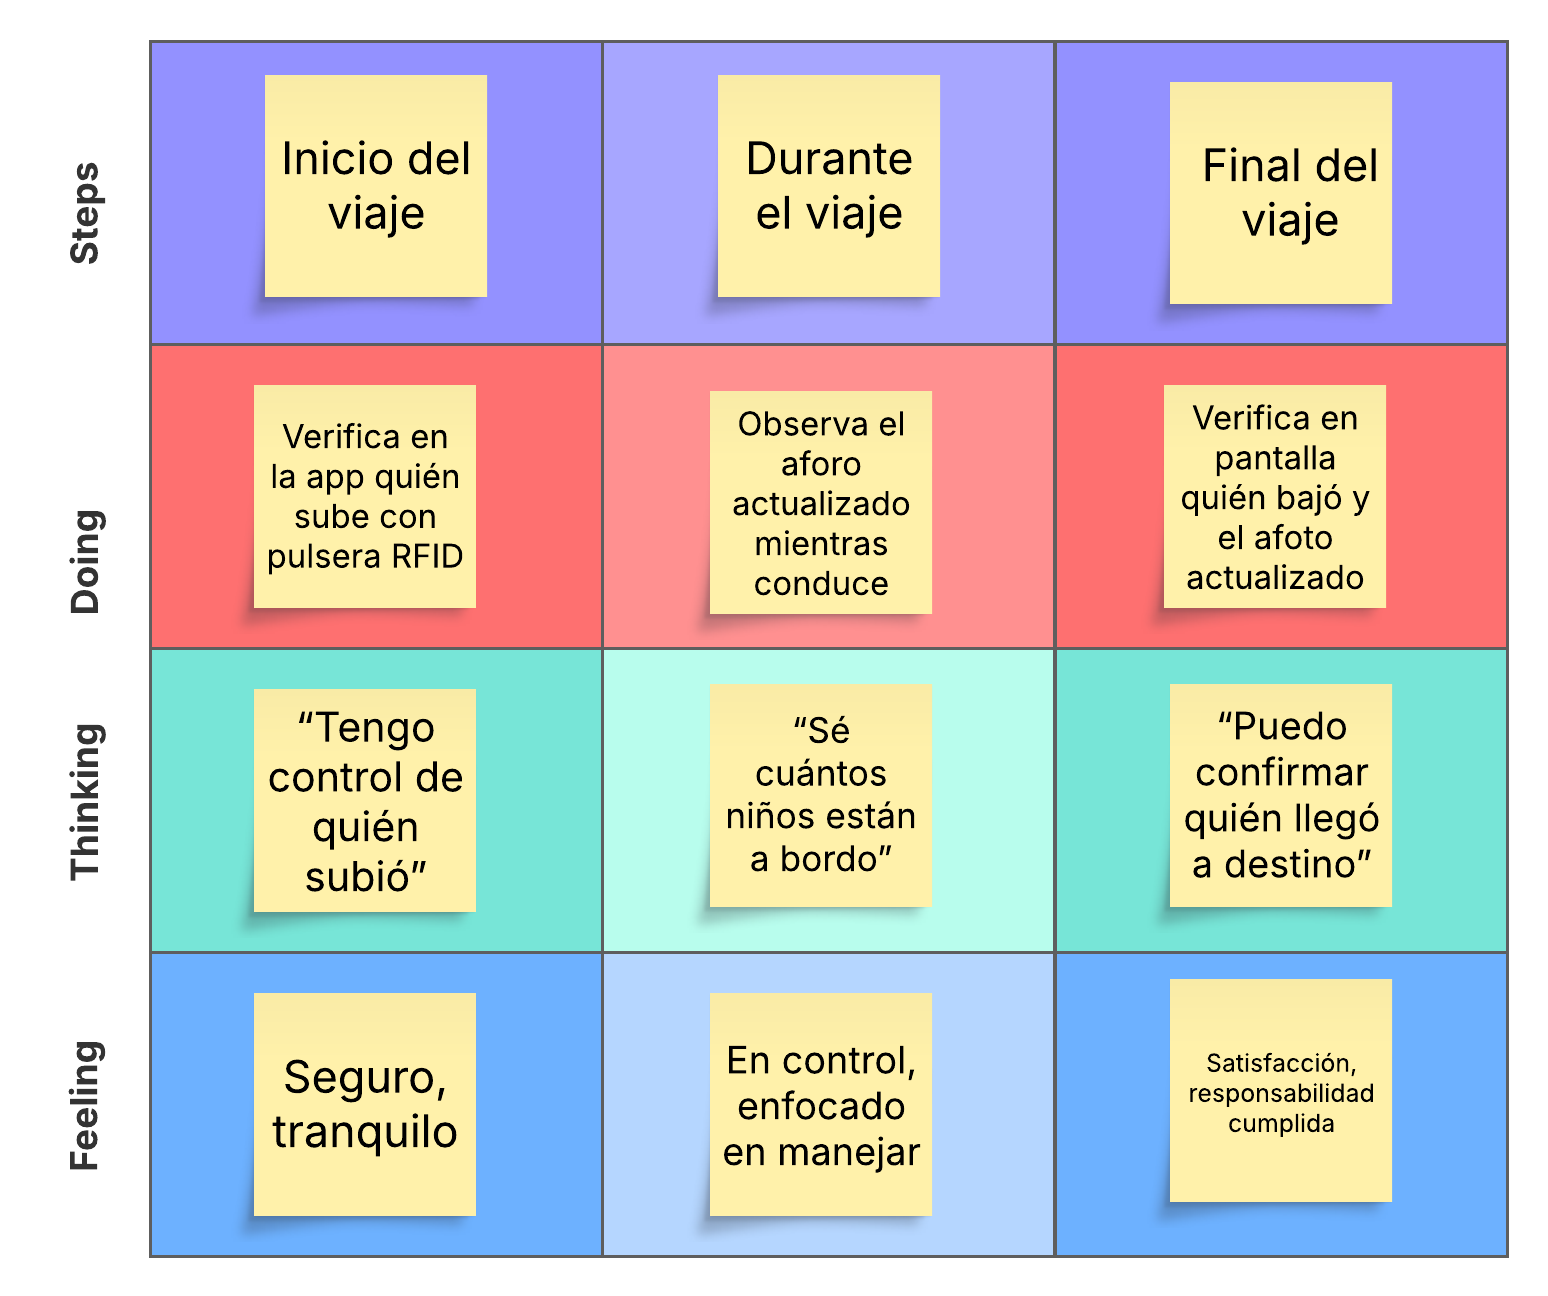 Steps
Inicio del
viaje
Durante
el viaje
Final del
viaje
Doing
Verifica en
la app quién
sube con
pulsera RFID
Observa el
aforo
actualizado
mientras
conduce
Verifica en
pantalla
quién bajó y
el afoto
actualizado
Thinking
“Tengo
control de
quién
subió”
“Sé
cuántos
niños están
a bordo”
“Puedo
confirmar
quién llegó
a destino”
Feeling
Seguro,
tranquilo
En control,
enfocado
en manejar
Satisfacción,
responsabilidad
cumplida